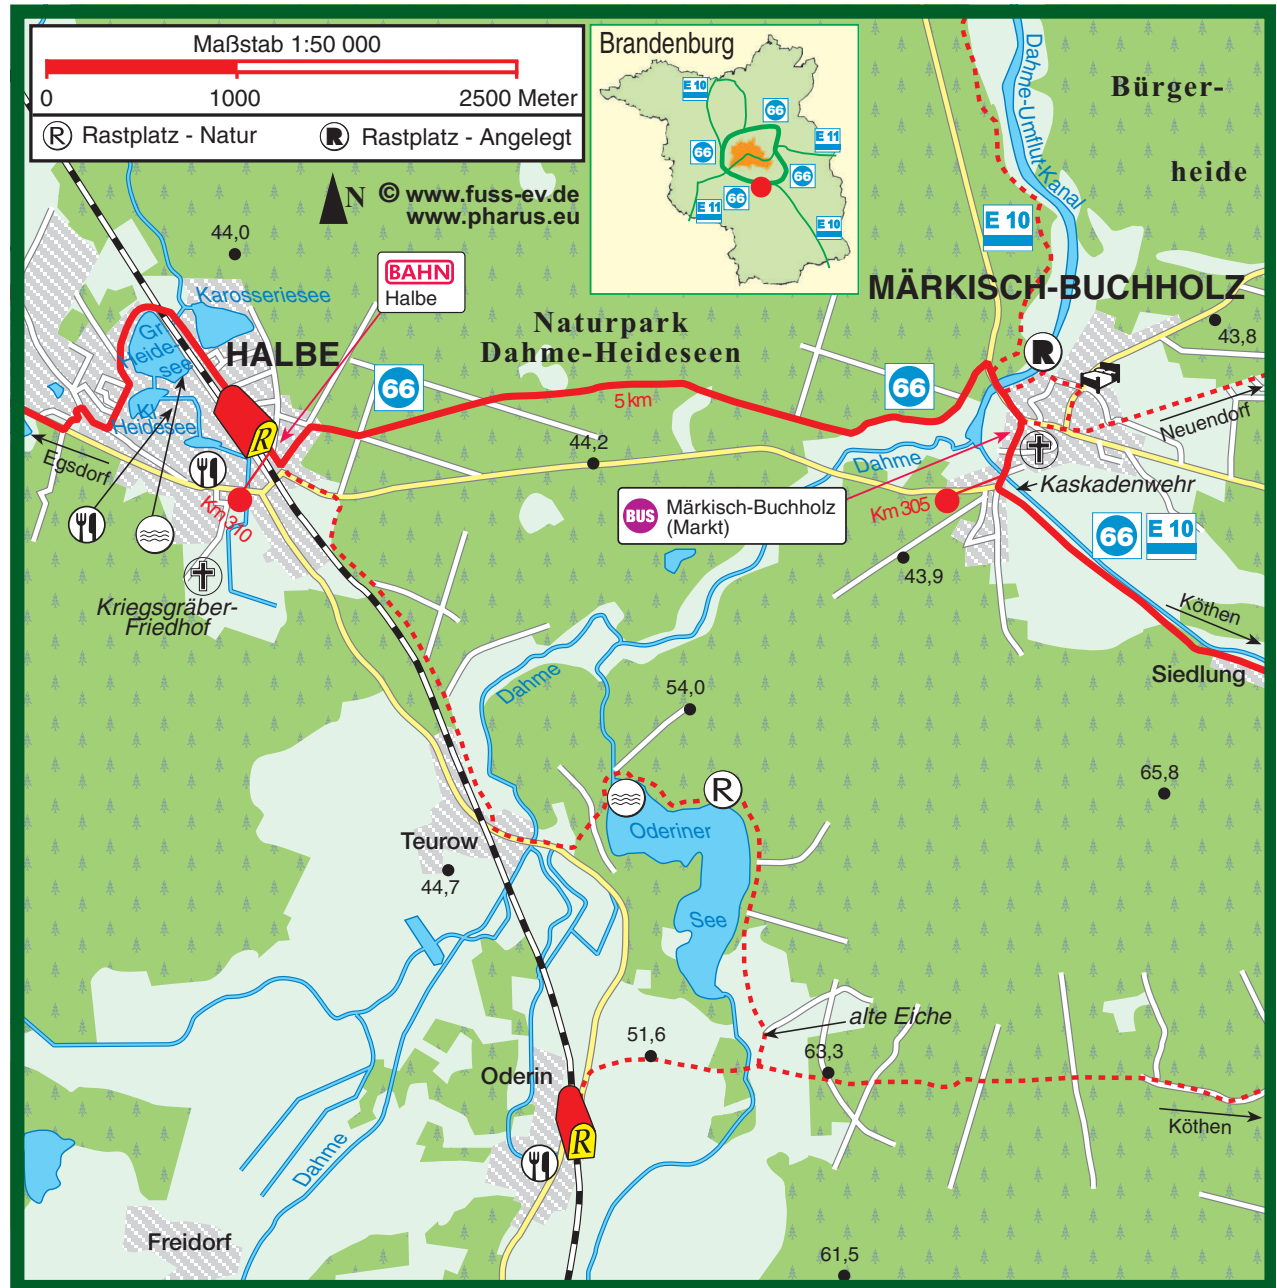 Maßstab 1:50 000
0 1000 2500 Meter
R Rastplatz - Natur R Rastplatz - Angelegt
N © www.fuss-ev.de
www.pharus.eu
Brandenburg
E 10
66
E 11
66
66
66
E 11
E 10
Dahme-Umflut-Kanal
Bürger-
heide
E 10
44,0
BAHN
Halbe
Karosseriesee
MÄRKISCH-BUCHHOLZ
43,8
Naturpark
Dahme-Heideseen
Gr.
Heide-
see
HALBE
R
66
66
5 km
Kl.
Heidesee
R
Neuendorf
Egsdorf
44,2
Dahme
Kaskadenwehr
Km 310
BUS Märkisch-Buchholz
(Markt)
Km 305
66 E 10
43,9
Kriegsgräber-
Friedhof
Köthen
Siedlung
Dahme
54,0
65,8
R
Oderiner
See
Teurow
44,7
alte Eiche
51,6
63,3
Oderin
Köthen
R
Dahme
Freidorf
61,5